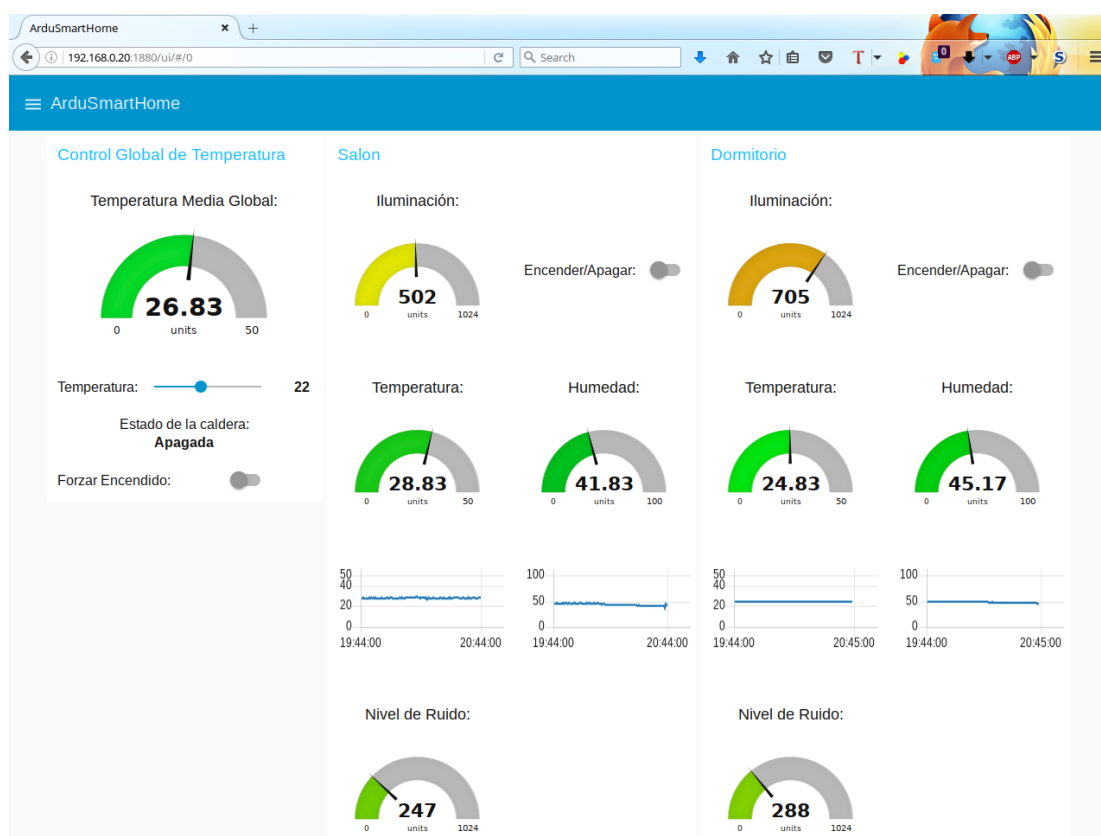 ArduSmartHome
192.168.0.20:1880/ui/#/0
Search
T
0
ABP
S
ArduSmartHome
Control Global de Temperatura
Temperatura Media Global:
26.83
0 units 50
Temperatura: 22
Estado de la caldera:
Apagada
Forzar Encendido:
Salon
Iluminación:
502
0 units 1024
Encender/Apagar:
Temperatura:
28.83
0 units 50
Humedad:
41.83
0 units 100
50
40
20
0
19:44:00 20:44:00
100
50
0
19:44:00 20:44:00
Nivel de Ruido:
247
0 units 1024
Dormitorio
Iluminación:
705
0 units 1024
Encender/Apagar:
Temperatura:
24.83
0 units 50
Humedad:
45.17
0 units 100
50
40
20
0
19:44:00 20:45:00
100
50
0
19:44:00 20:45:00
Nivel de Ruido:
288
0 units 1024